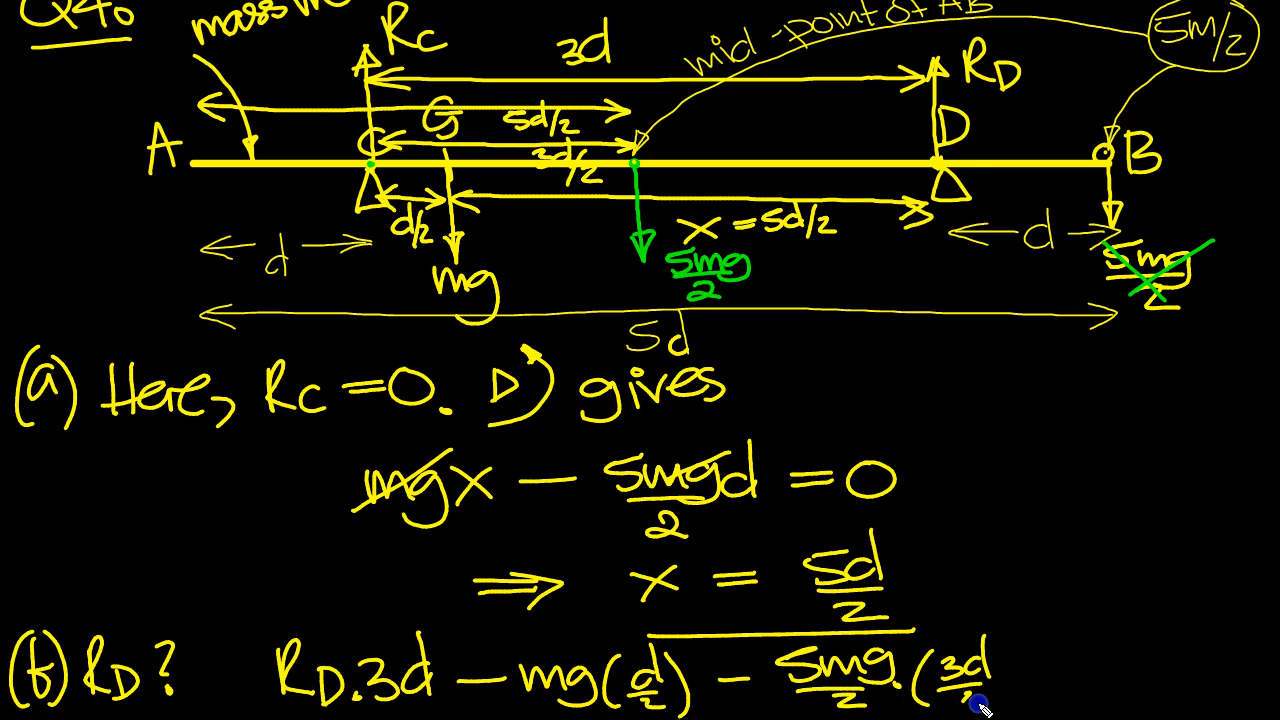 Q4.
mass m
mid-point of AB
5m/2
Rc
3d
RD
A
C
G
5d/2
D
B
3d/2
d/2
x = 5d/2
d
d
mg
5mg/2
5mg/2
5d
(a) Here, Rc = 0. D) gives
mgx - 5mg/2 d = 0
⇒ x = 5d/2
(b) RD? RD.3d - mg(d/2) - 5mg/2.(3d/